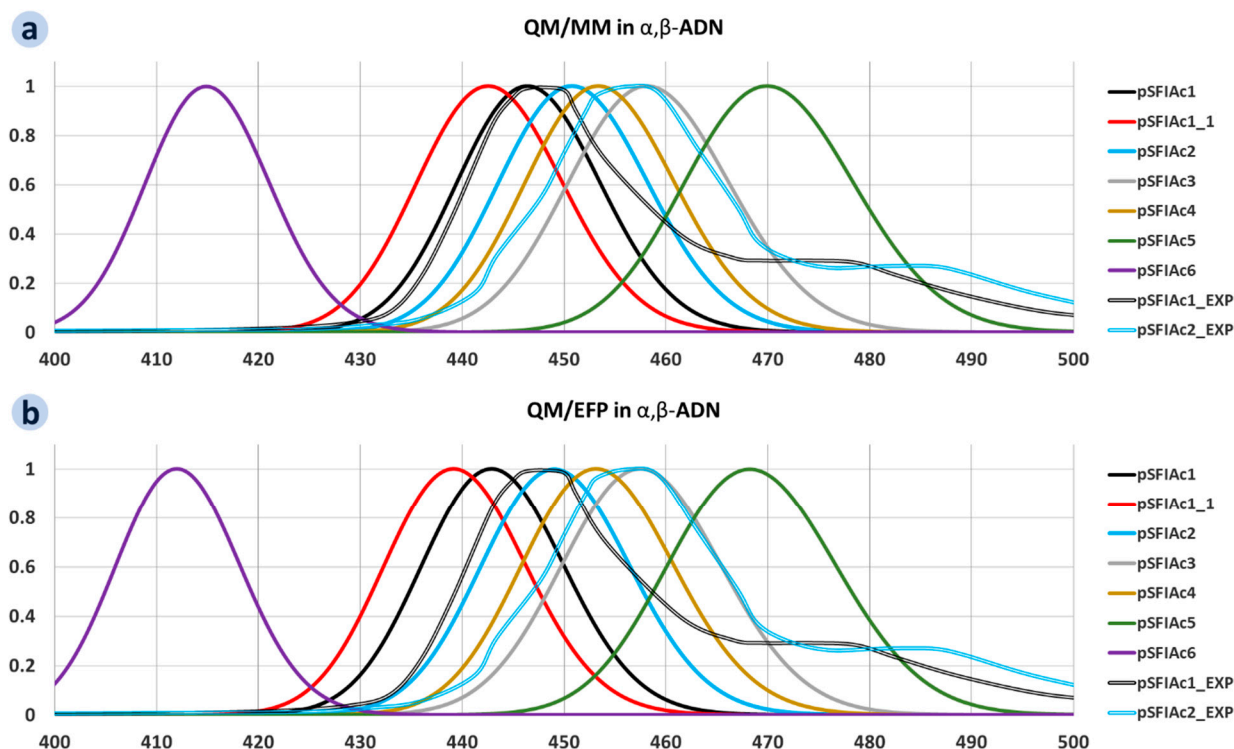 a
QM/MM in α,β-ADN
1
0.8
0.6
0.4
0.2
0
400 410 420 430 440 450 460 470 480 490 500
pSFIAc1
pSFIAc1_1
pSFIAc2
pSFIAc3
pSFIAc4
pSFIAc5
pSFIAc6
pSFIAc1_EXP
pSFIAc2_EXP
b
QM/EFP in α,β-ADN
1
0.8
0.6
0.4
0.2
0
400 410 420 430 440 450 460 470 480 490 500
pSFIAc1
pSFIAc1_1
pSFIAc2
pSFIAc3
pSFIAc4
pSFIAc5
pSFIAc6
pSFIAc1_EXP
pSFIAc2_EXP